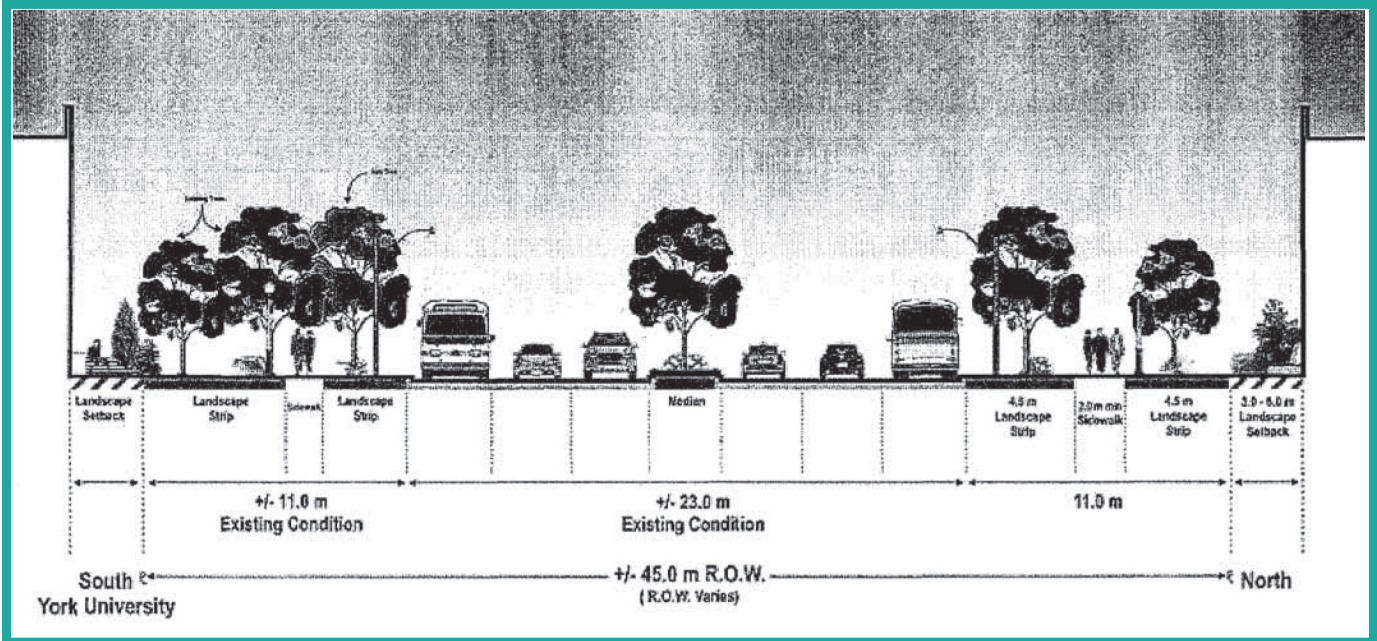 Existing Trees
Landscape
Setback
Landscape
Strip
Sidewalk
Landscape
Strip
Median
4.5 m
Landscape
Strip
2.0 m min
Sidewalk
4.5 m
Landscape
Strip
3.0 - 6.0 m
Landscape
Setback
+/- 11.0 m
Existing Condition
+/- 23.0 m
Existing Condition
11.0 m
South
York University
+/- 45.0 m R.O.W.
( R.O.W. Varies)
North